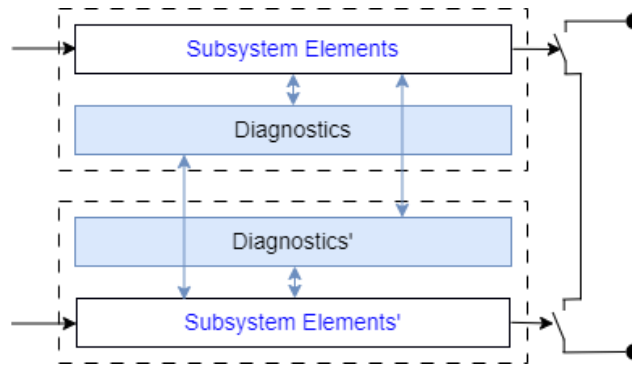 Subsystem Elements
Diagnostics
Diagnostics'
Subsystem Elements'